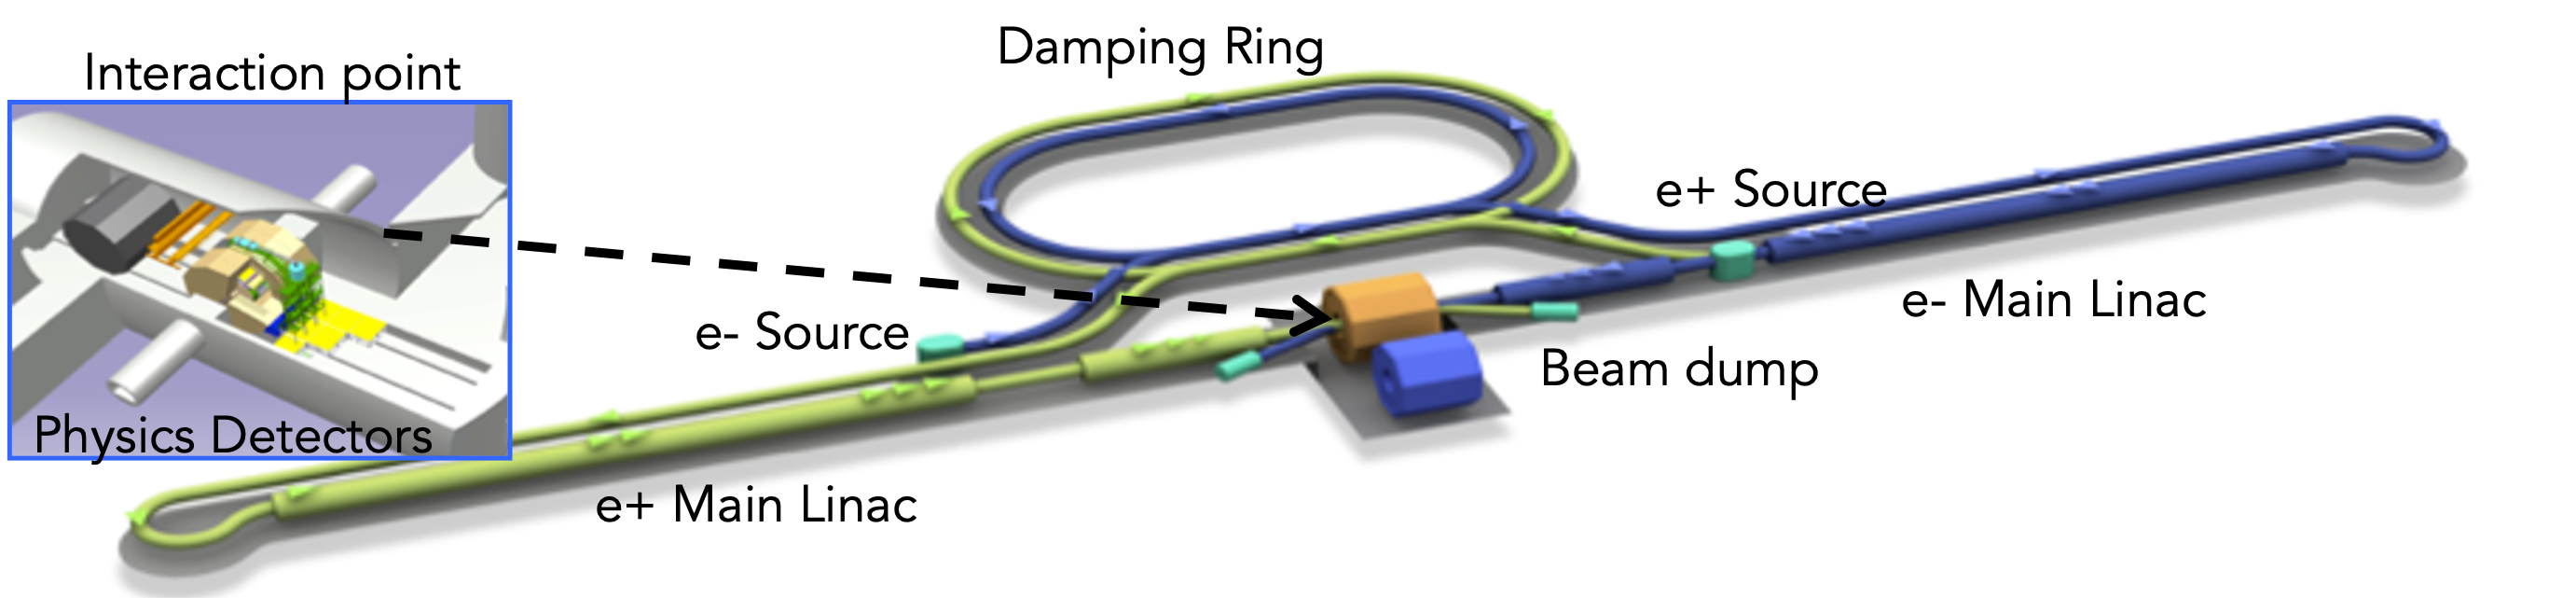 Damping Ring
Interaction point
e+ Source
e- Source
e- Main Linac
Beam dump
Physics Detectors
e+ Main Linac